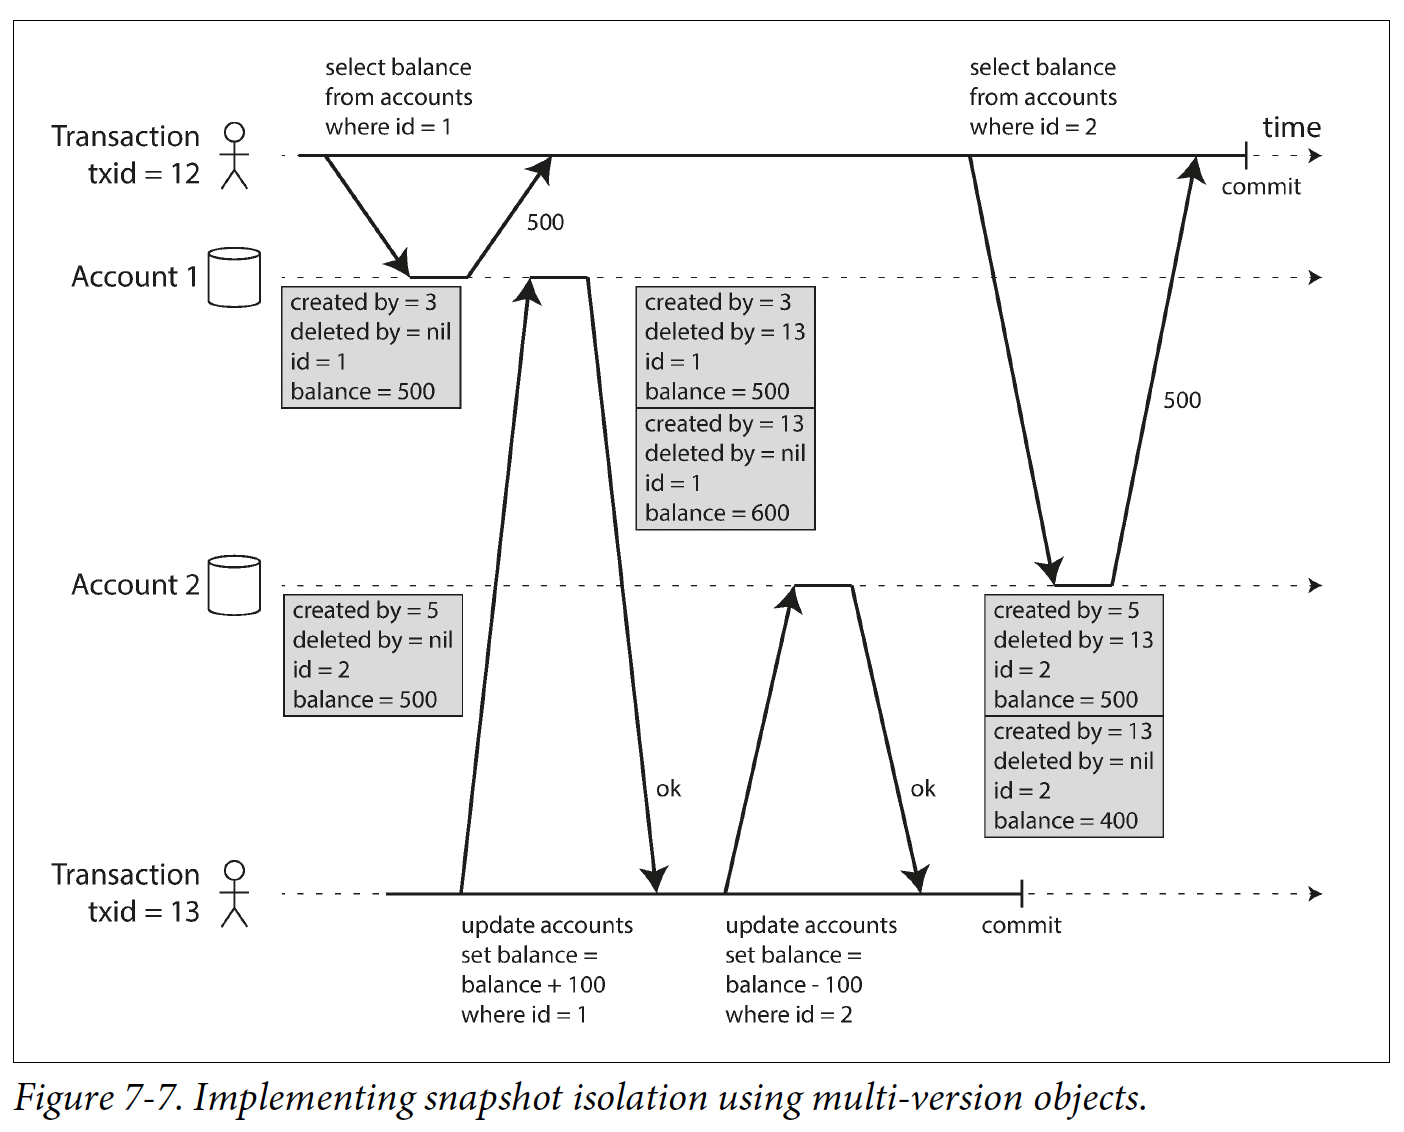 select balance
from accounts
where id = 1
select balance
from accounts
where id = 2
time
Transaction
txid = 12
commit
500
Account 1
created by = 3
deleted by = nil
id = 1
balance = 500
created by = 3
deleted by = 13
id = 1
balance = 500
created by = 13
deleted by = nil
id = 1
balance = 600
500
Account 2
created by = 5
deleted by = nil
id = 2
balance = 500
created by = 5
deleted by = 13
id = 2
balance = 500
created by = 13
deleted by = nil
id = 2
balance = 400
ok
ok
Transaction
txid = 13
update accounts
set balance =
balance + 100
where id = 1
update accounts
set balance =
balance - 100
where id = 2
commit
Figure 7-7. Implementing snapshot isolation using multi-version objects.